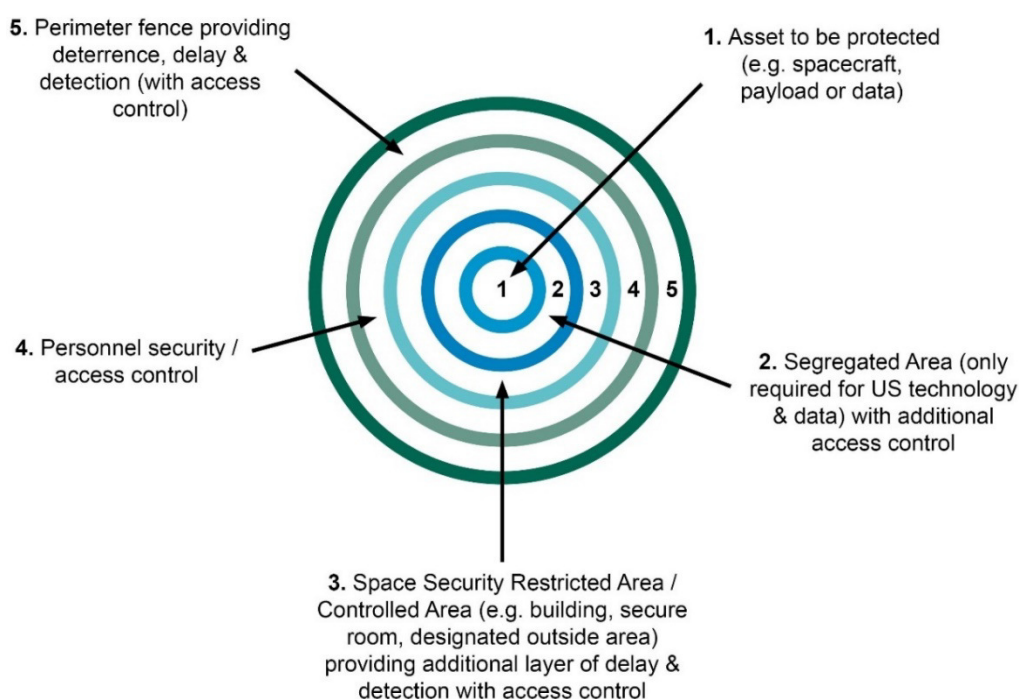 5. Perimeter fence providing
deterrence, delay &
detection (with access
control)
1. Asset to be protected
(e.g. spacecraft,
payload or data)
1 2 3 4 5
4. Personnel security /
access control
2. Segregated Area (only
required for US technology
& data) with additional
access control
3. Space Security Restricted Area /
Controlled Area (e.g. building, secure
room, designated outside area)
providing additional layer of delay &
detection with access control